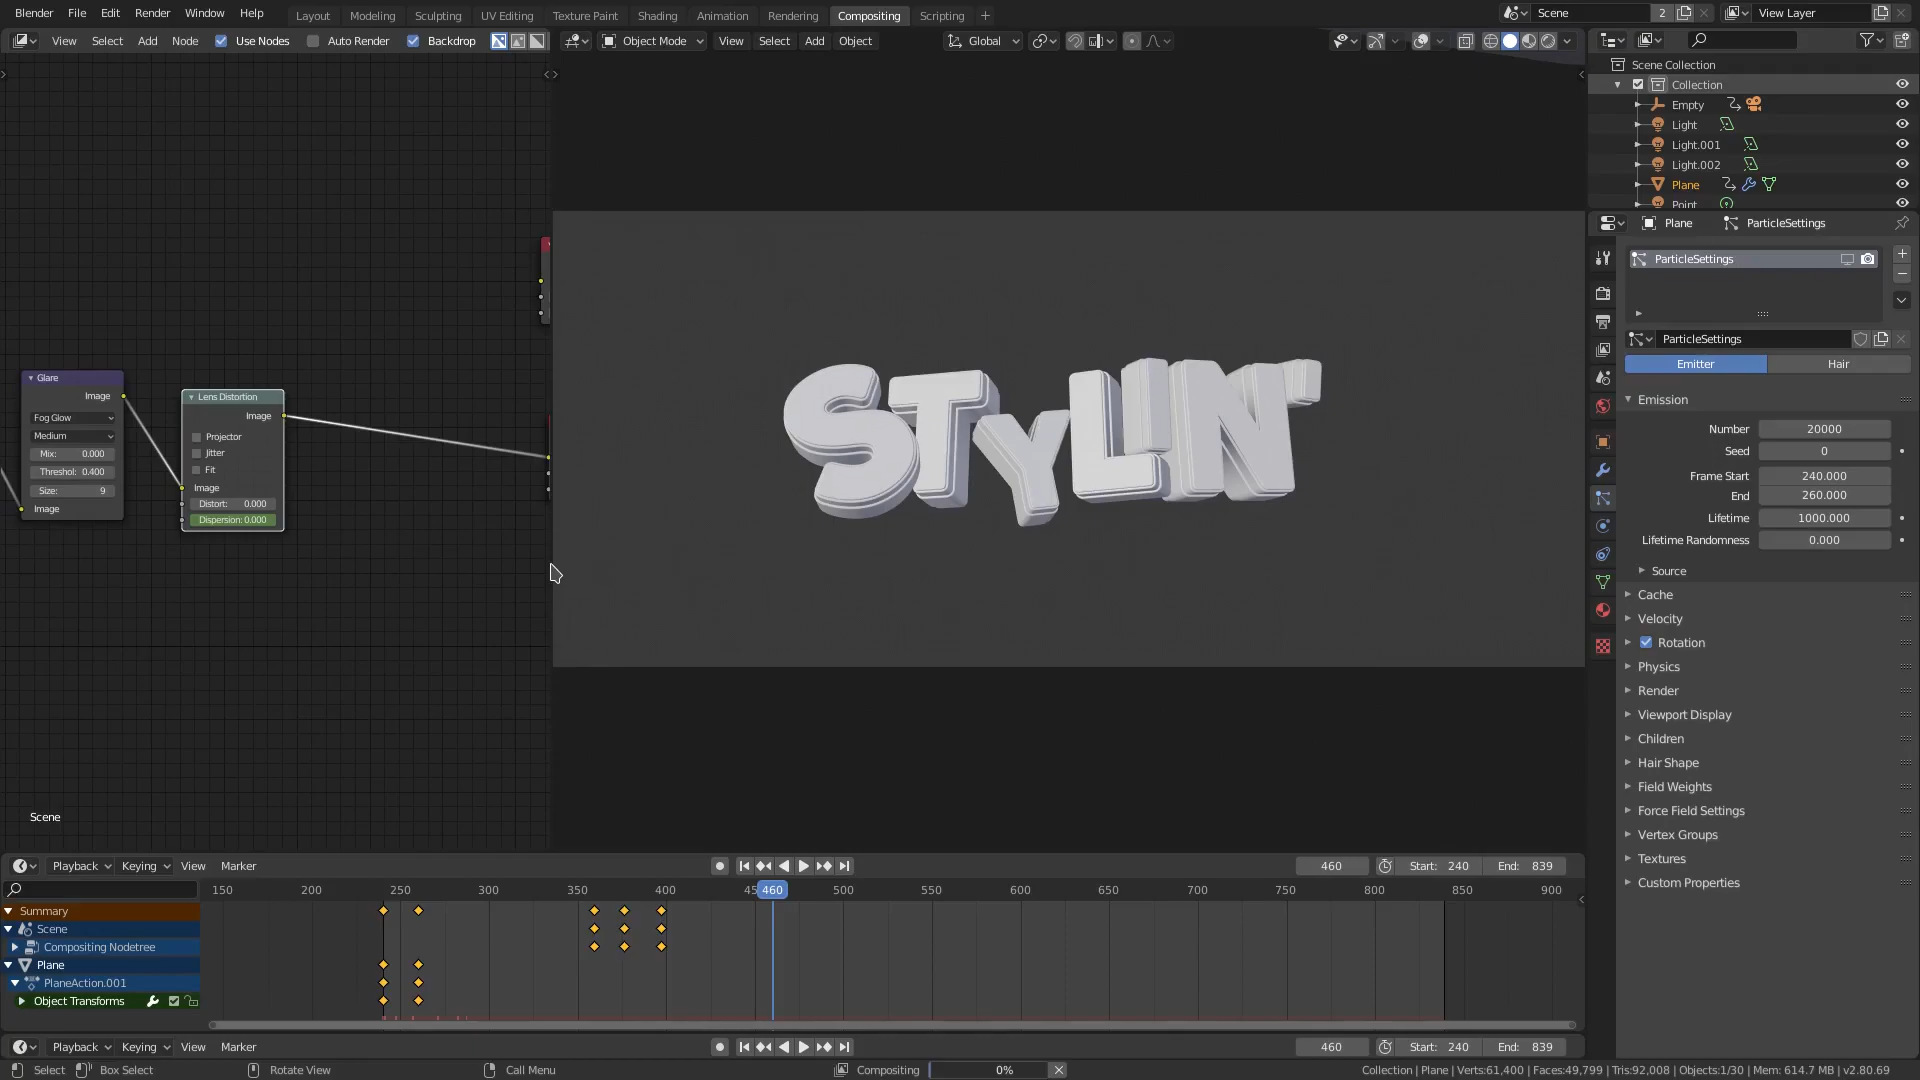 Blender File Edit Render Window Help Layout Modeling Sculpting UV Editing Texture Paint Shading Animation Rendering Compositing Scripting + Scene 2 View Layer
View Select Add Node Use Nodes Auto Render Backdrop Object Mode View Select Add Object Global
Scene Collection
Collection
Empty
Light
Light.001
Light.002
Plane
Point
Plane ParticleSettings
ParticleSettings
ParticleSettings
Emitter Hair
Emission
Number 20000
Seed 0
Frame Start 240.000
End 260.000
Lifetime 1000.000
Lifetime Randomness 0.000
Source
Cache
Velocity
Rotation
Physics
Render
Viewport Display
Children
Hair Shape
Field Weights
Force Field Settings
Vertex Groups
Textures
Custom Properties
Glare
Image
Fog Glow
Medium
Mix: 0.000
Threshol: 0.400
Size: 9
Image
Lens Distortion
Image
Projector
Jitter
Fit
Image
Distort: 0.000
Dispersion: 0.000
STYLIN'
Scene
Playback Keying View Marker 460 Start: 240 End: 839
150 200 250 300 350 400 45 460 500 550 600 650 700 750 800 850 900
Summary
Scene
Compositing Nodetree
Plane
PlaneAction.001
Object Transforms
Playback Keying View Marker 460 Start: 240 End: 839
Select Box Select Rotate View Call Menu Compositing 0% Collection | Plane | Verts:61,400 | Faces:49,799 | Tris:92,008 | Objects:1/30 | Mem: 614.7 MB | v2.80.69